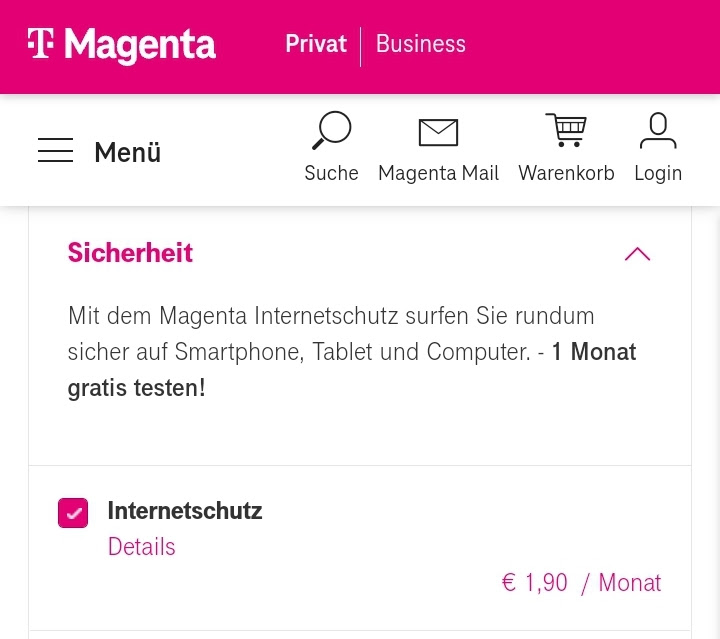 T Magenta
Privat
Business
Menü
Suche
Magenta Mail
Warenkorb
Login
Sicherheit
Mit dem Magenta Internetschutz surfen Sie rundum
sicher auf Smartphone, Tablet und Computer. - 1 Monat
gratis testen!
Internetschutz
Details
€ 1,90 / Monat